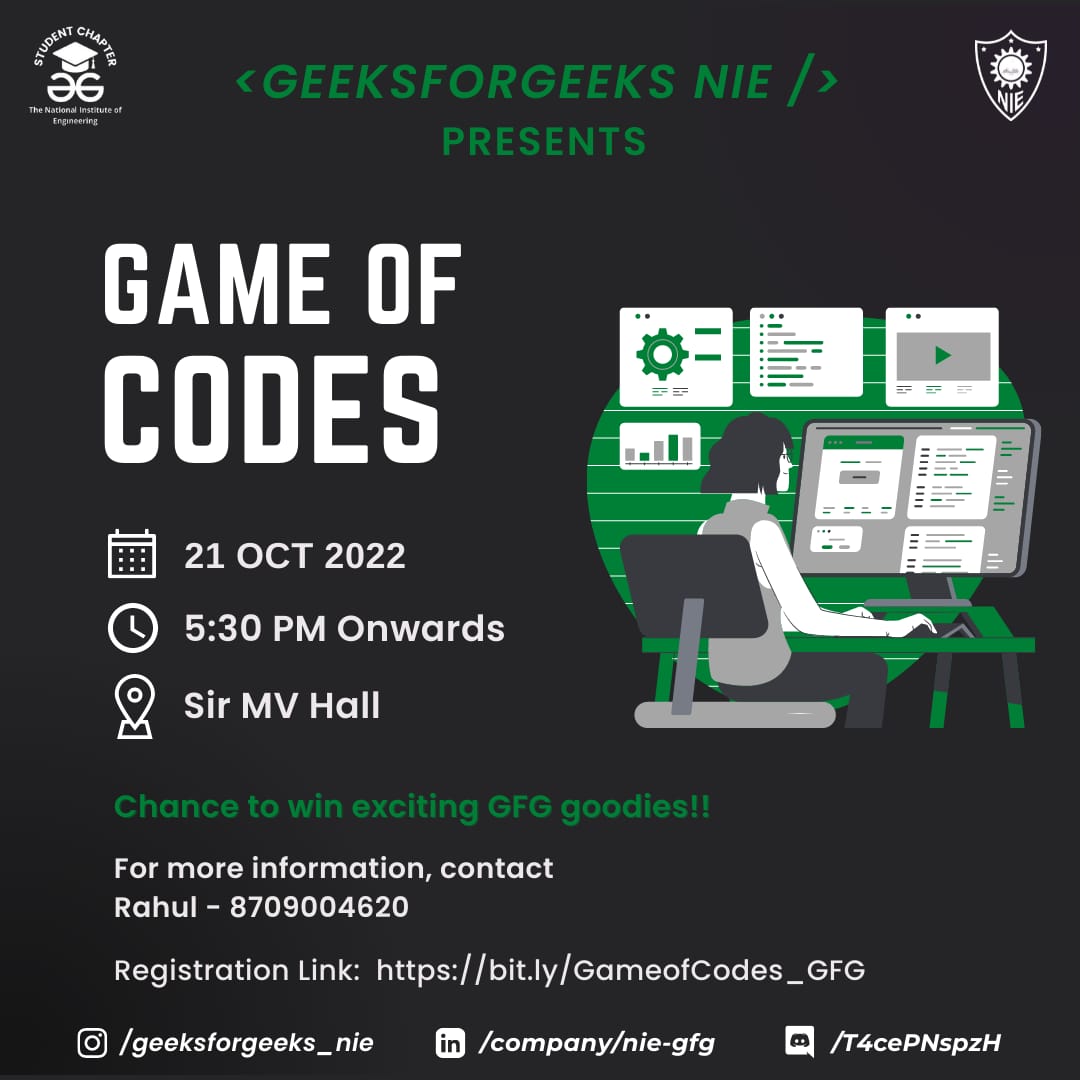 STUDENT CHAPTER
The National Institute of
Engineering
<GEEKSFORGEEKS NIE />
PRESENTS
NIE
GAME OF
CODES
21 OCT 2022
5:30 PM Onwards
Sir MV Hall
Chance to win exciting GFG goodies!!
For more information, contact
Rahul - 8709004620
Registration Link: https://bit.ly/GameofCodes_GFG
/geeksforgeeks_nie
/company/nie-gfg
/T4cePNspzH